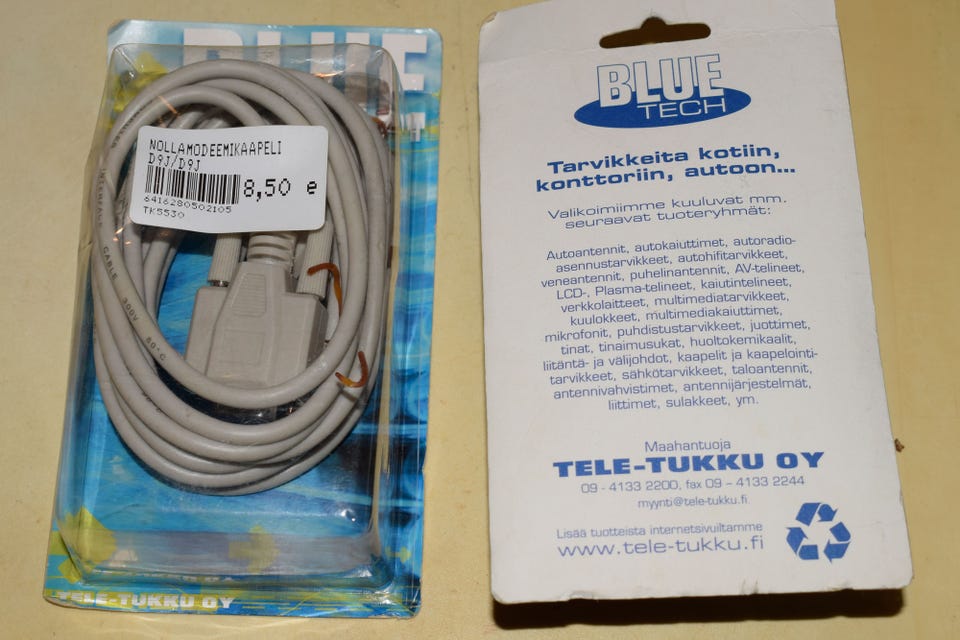 BLUE
NOLLAMODEEMIKAAPELI
D9J/D9J
8,50 e
6416280502105
TK5530
CABLE 300V 80°C
TELE-TUKKU OY
BLUE
TECH
Tarvikkeita kotiin,
konttoriin, autoon...
Valikoimiimme kuuluvat mm.
seuraavat tuoteryhmät:
Autoantennit, autokaiuttimet, autoradio-
asennustarvikkeet, autohifitarvikkeet,
veneantennit, puhelinantennit, AV-telineet,
LCD-, Plasma-telineet, kaiutintelineet,
verkkolaitteet, multimediatarvikkeet,
kuulokkeet, multimediakaiuttimet,
mikrofonit, puhdistustarvikkeet, juottimet,
tinat, tinaimusukat, huoltokemikaalit,
liitäntä- ja välijohdot, kaapelit ja kaapelointi-
tarvikkeet, sähkötarvikkeet, taloantennit,
antennivahvistimet, antennijärjestelmät,
liittimet, sulakkeet, ym.
Maahantuoja
TELE-TUKKU OY
09 - 4133 2200, fax 09 - 4133 2244
myynti@tele-tukku.fi
Lisää tuotteista internetsivuiltamme
www.tele-tukku.fi